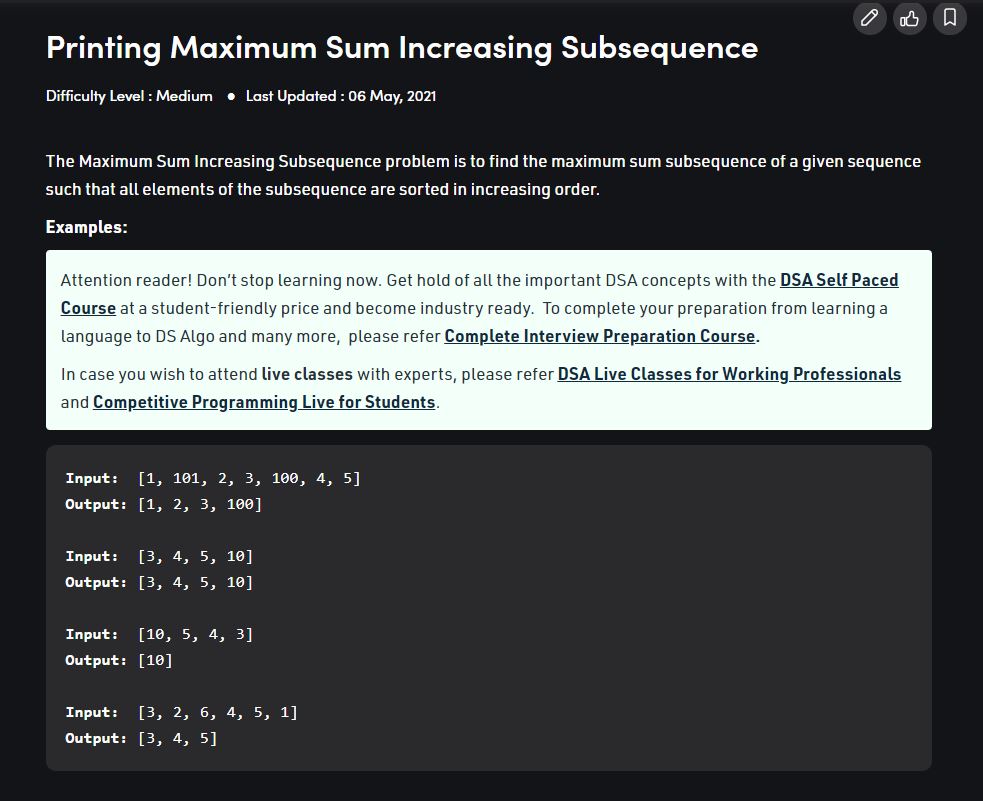 Printing Maximum Sum Increasing Subsequence
Difficulty Level : Medium ● Last Updated : 06 May, 2021
The Maximum Sum Increasing Subsequence problem is to find the maximum sum subsequence of a given sequence
such that all elements of the subsequence are sorted in increasing order.
Examples:
Attention reader! Don’t stop learning now. Get hold of all the important DSA concepts with the DSA Self Paced
Course at a student-friendly price and become industry ready.  To complete your preparation from learning a
language to DS Algo and many more,  please refer Complete Interview Preparation Course.
In case you wish to attend live classes with experts, please refer DSA Live Classes for Working Professionals
and Competitive Programming Live for Students.
Input:  [1, 101, 2, 3, 100, 4, 5]
Output: [1, 2, 3, 100]
Input:  [3, 4, 5, 10]
Output: [3, 4, 5, 10]
Input:  [10, 5, 4, 3]
Output: [10]
Input:  [3, 2, 6, 4, 5, 1]
Output: [3, 4, 5]